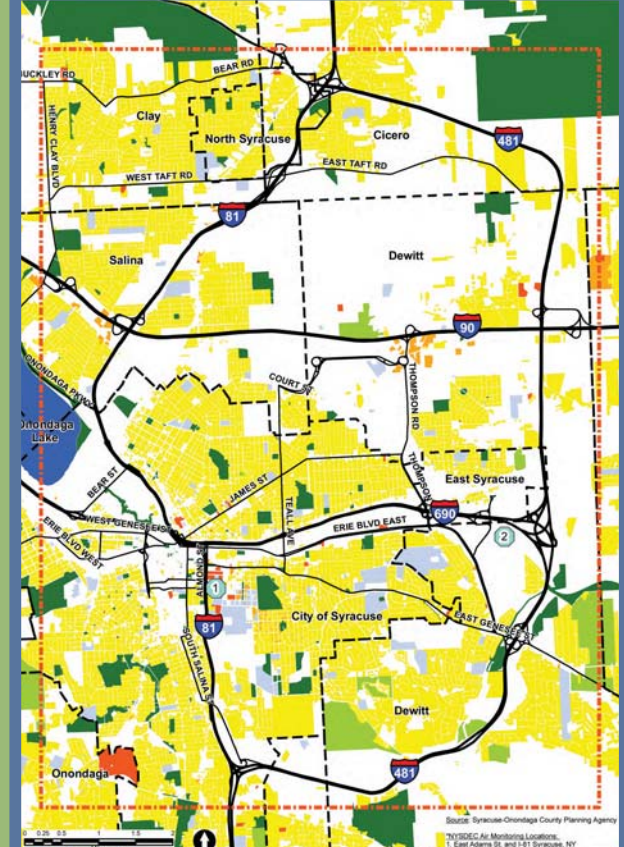 BUCKLEY RD
BEAR RD
HENRY CLAY BLVD
Clay
North Syracuse
Cicero
481
WEST TAFT RD
EAST TAFT RD
81
Salina
Dewitt
90
ONONDAGA PKWY
COURT ST
THOMPSON RD
Onondaga
Lake
BEAR ST
JAMES ST
TEALL AVE
THOMPSON
East Syracuse
690
WEST GENESEE ST
ERIE BLVD EAST
ERIE BLVD WEST
2
ALMOND ST
1
City of Syracuse
EAST GENESEE ST
81
SOUTH SALINA S
Dewitt
Onondaga
481
Source: Syracuse-Onondaga County Planning Agency
0 0.25 0.5 1 1.5 2
*NYSDEC Air Monitoring Locations:
1. East Adams St. and I-81 Syracuse, NY